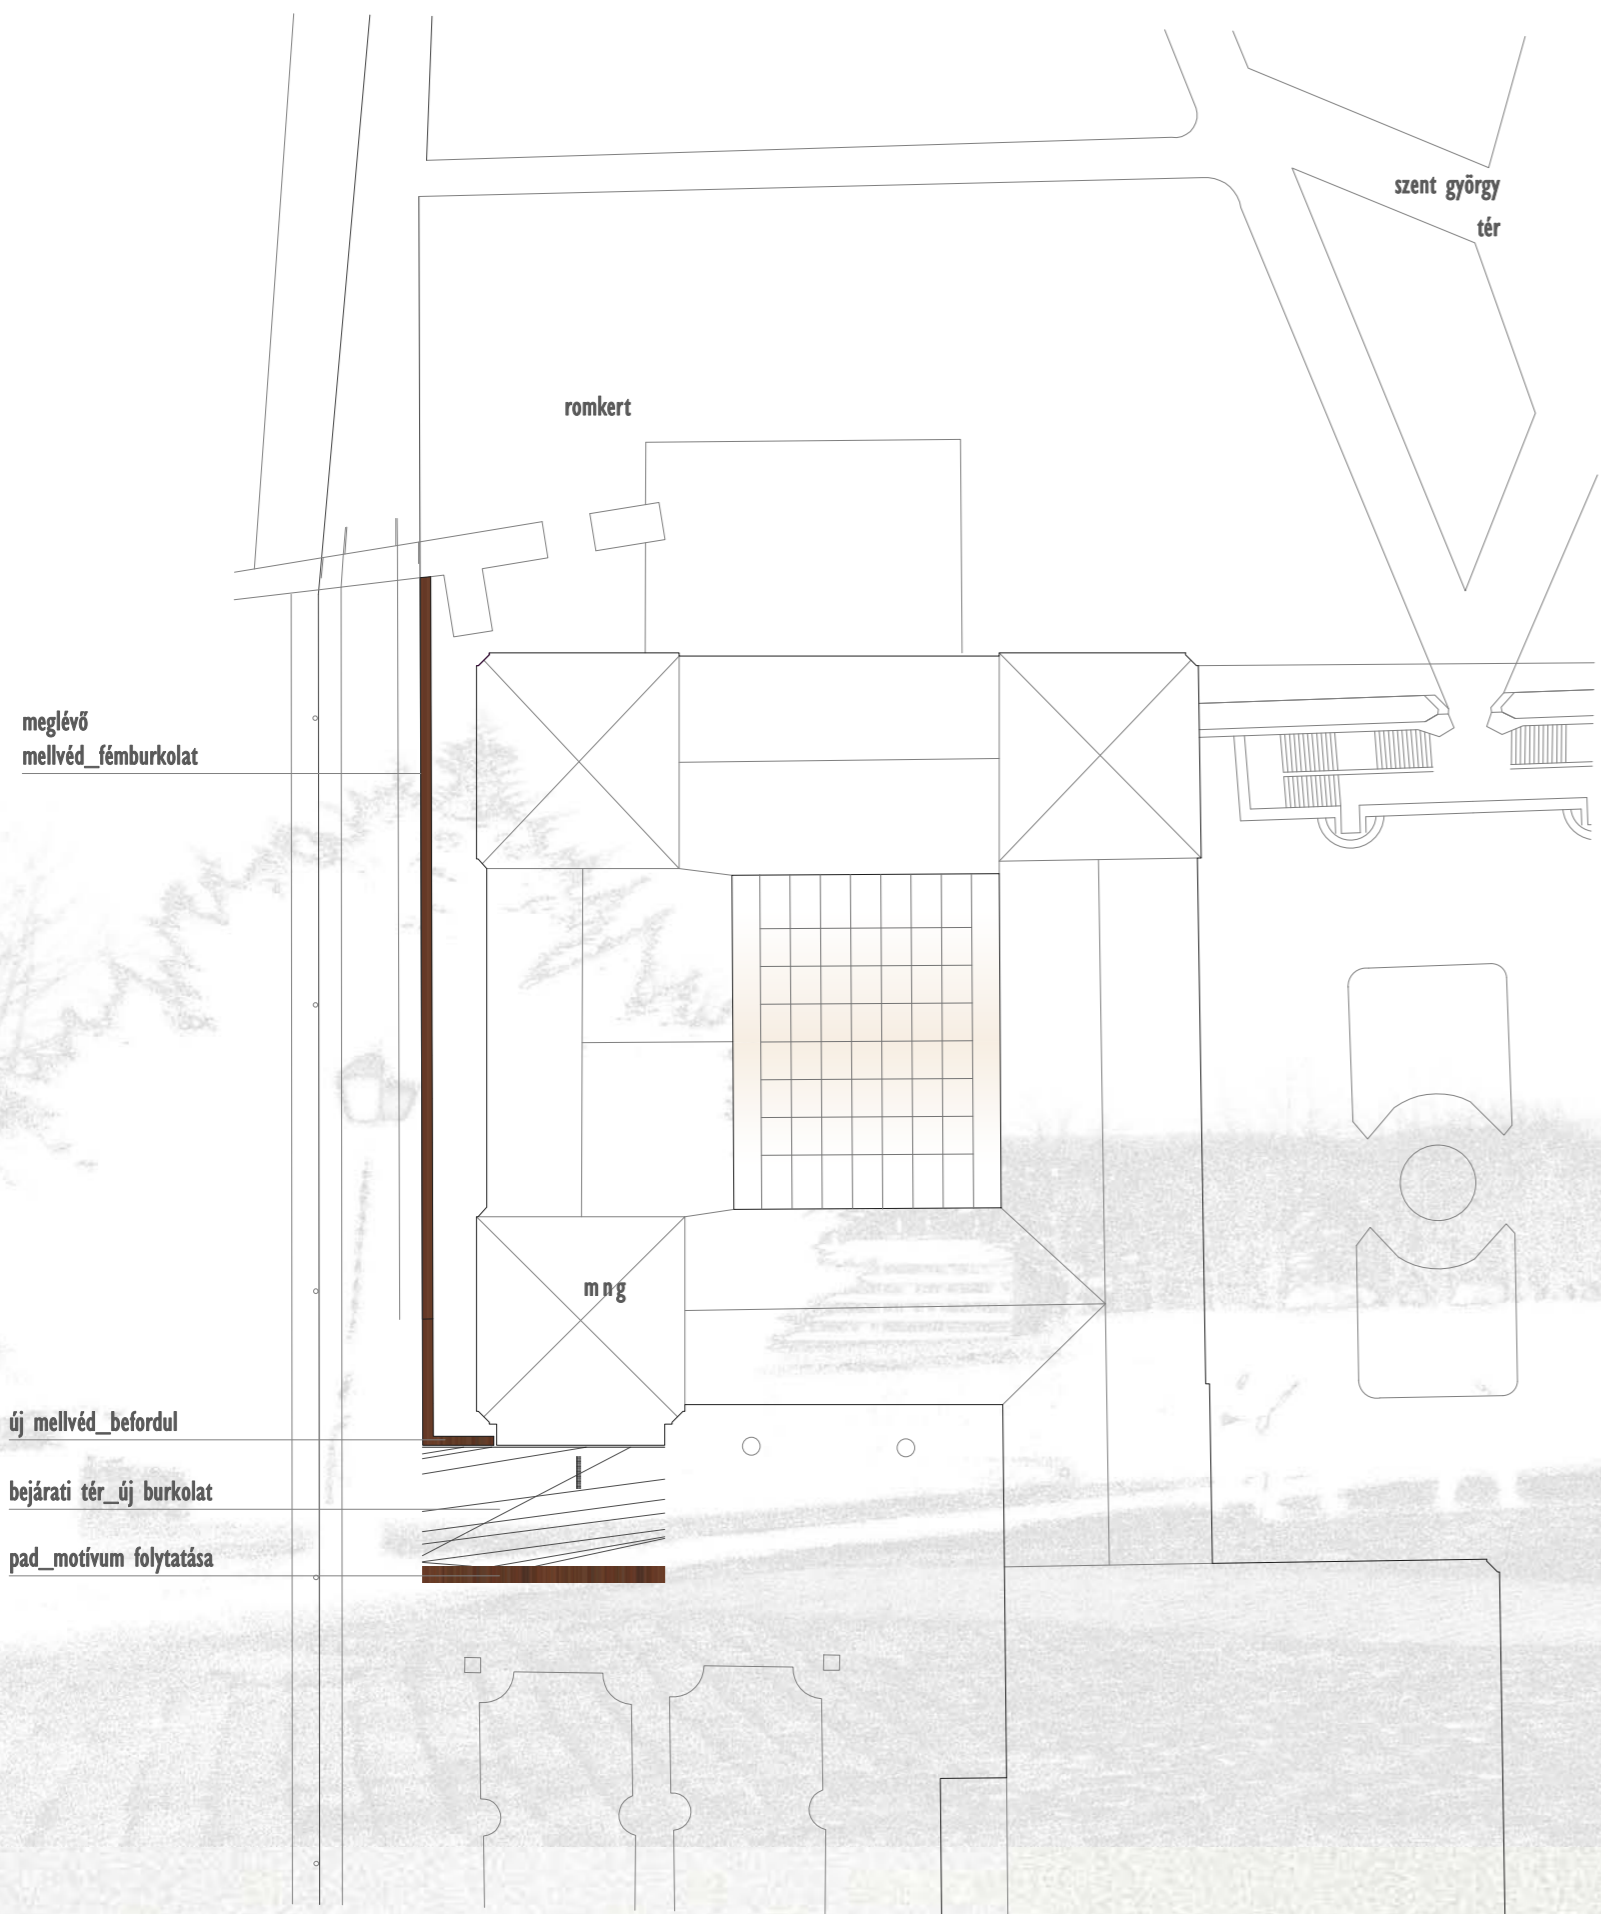 szent györgy
tér
romkert
meglévő
mellvéd_fémburkolat
mng
új mellvéd_befordul
bejárati tér_új burkolat
pad_motívum folytatása